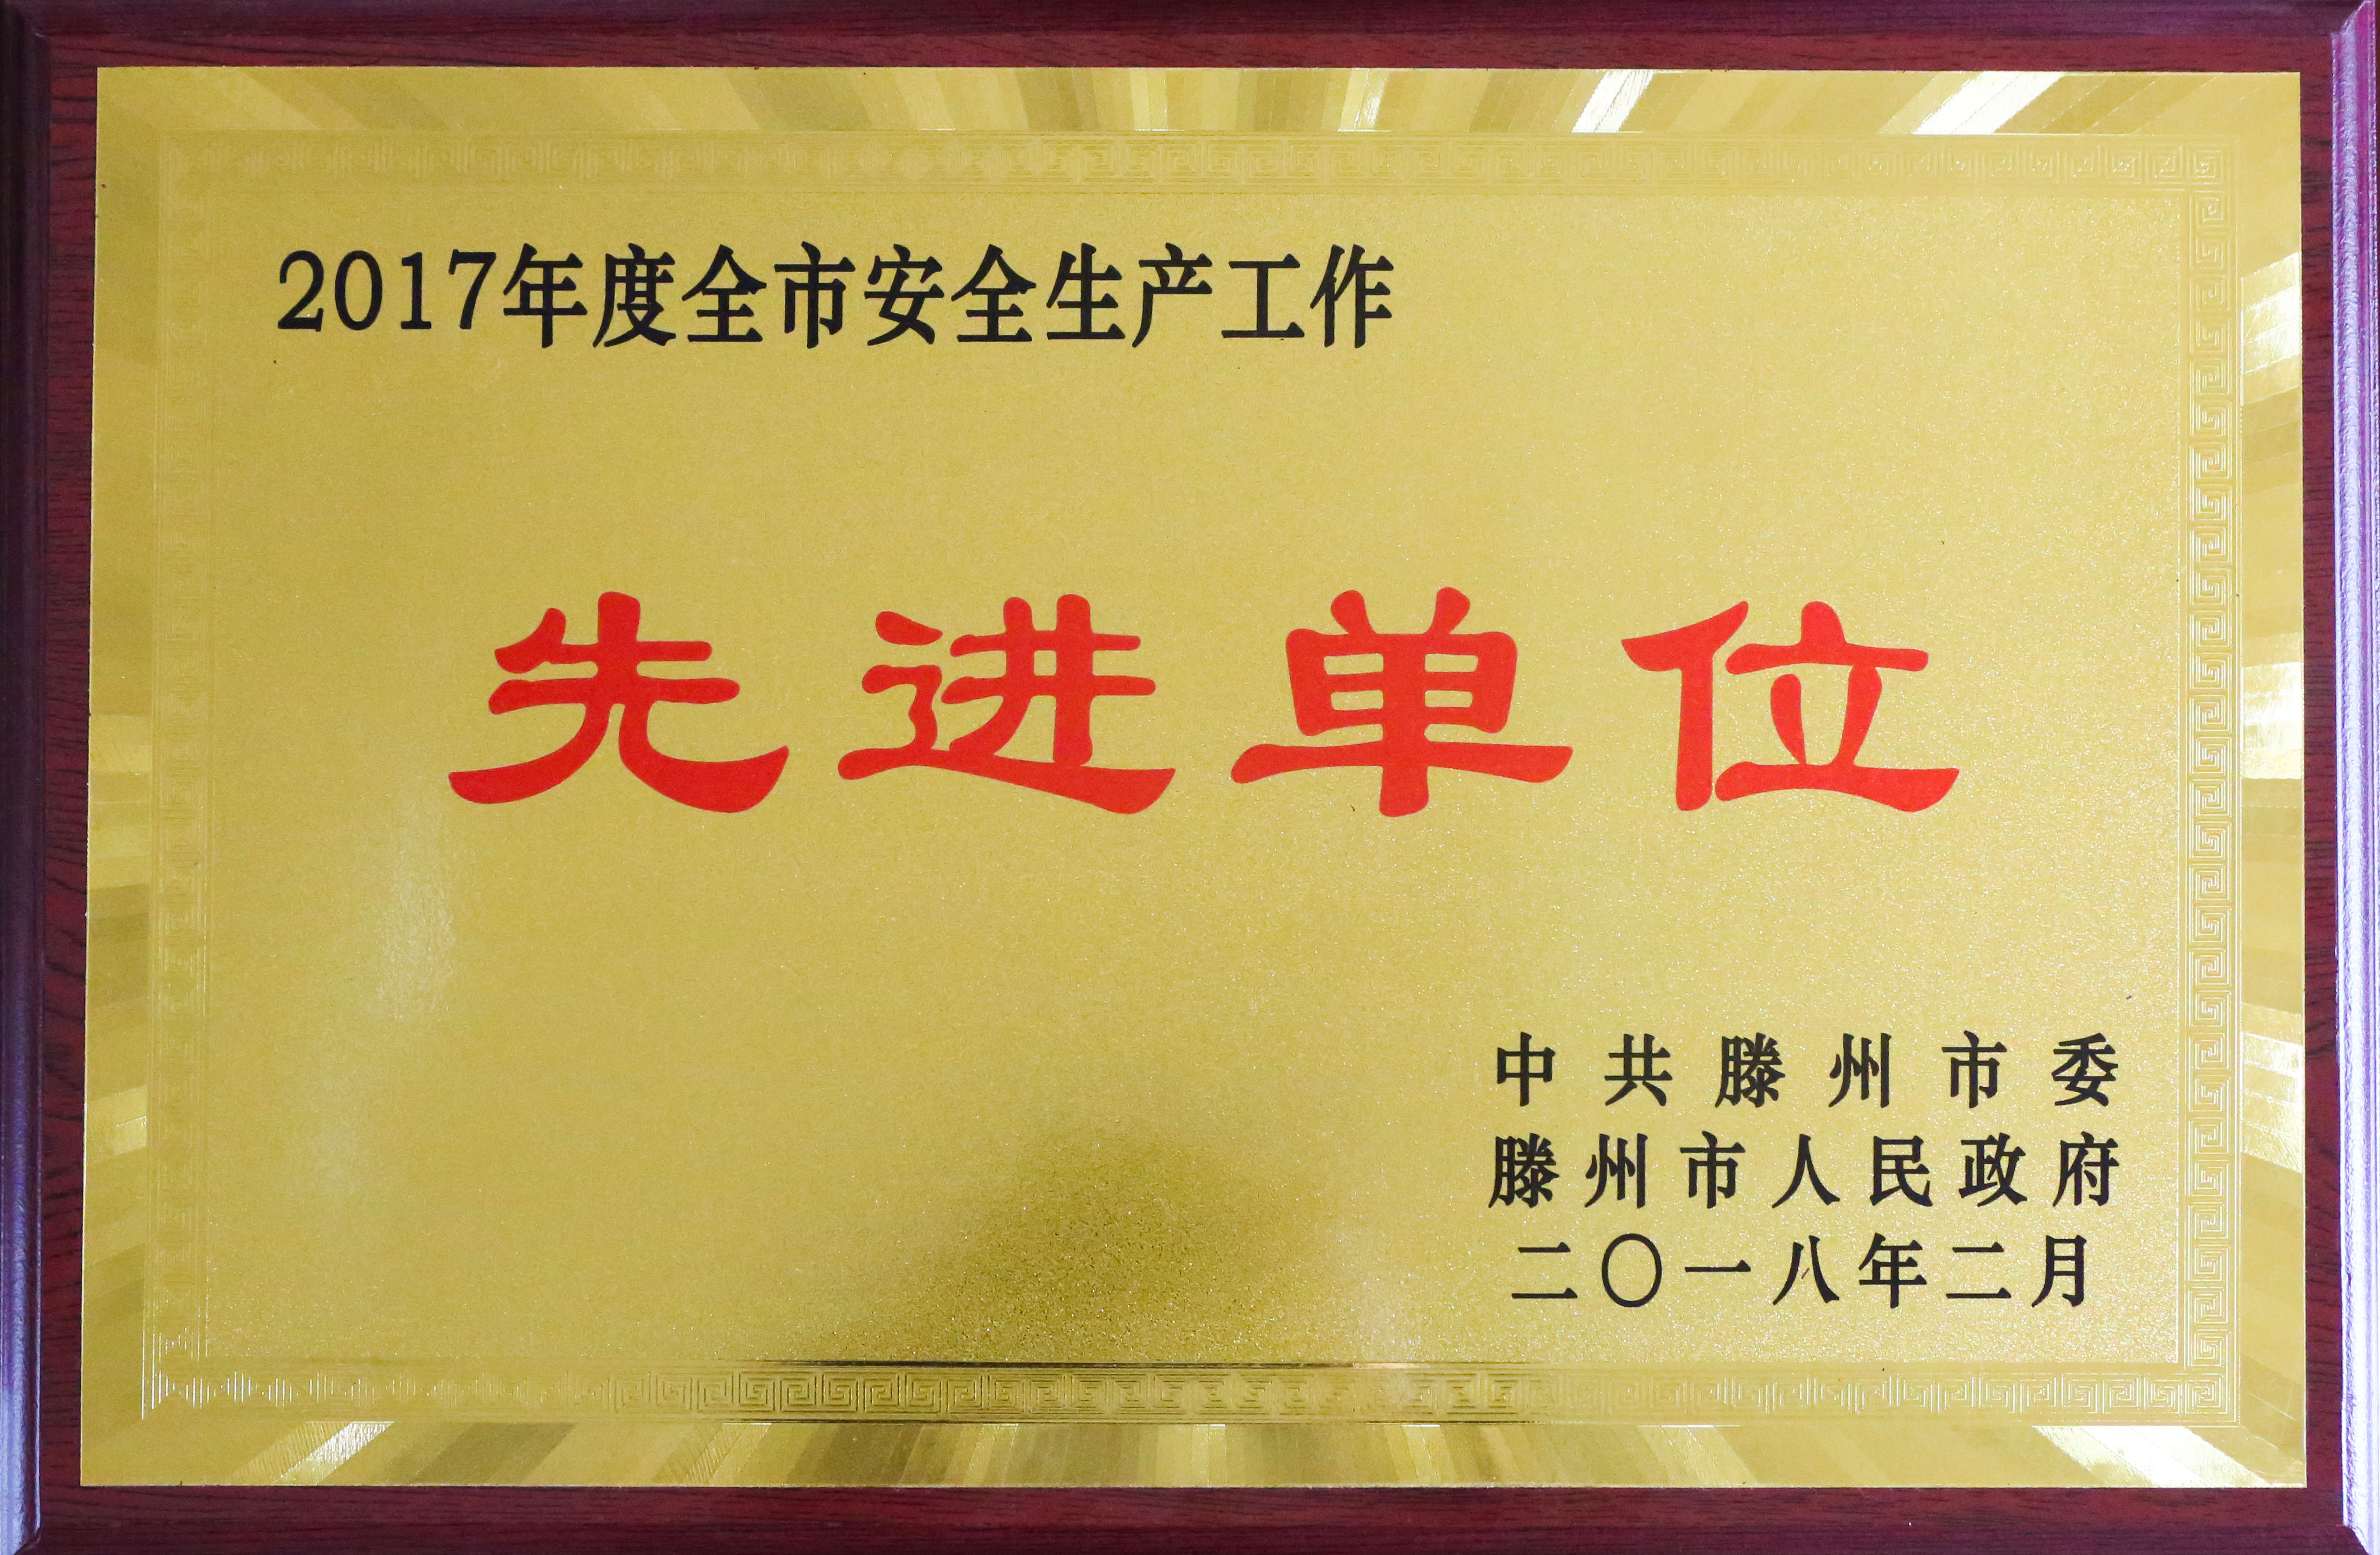 2017年度全市安全生产工作
先进单位
中共滕州市委
滕州市人民政府
二〇一八年二月